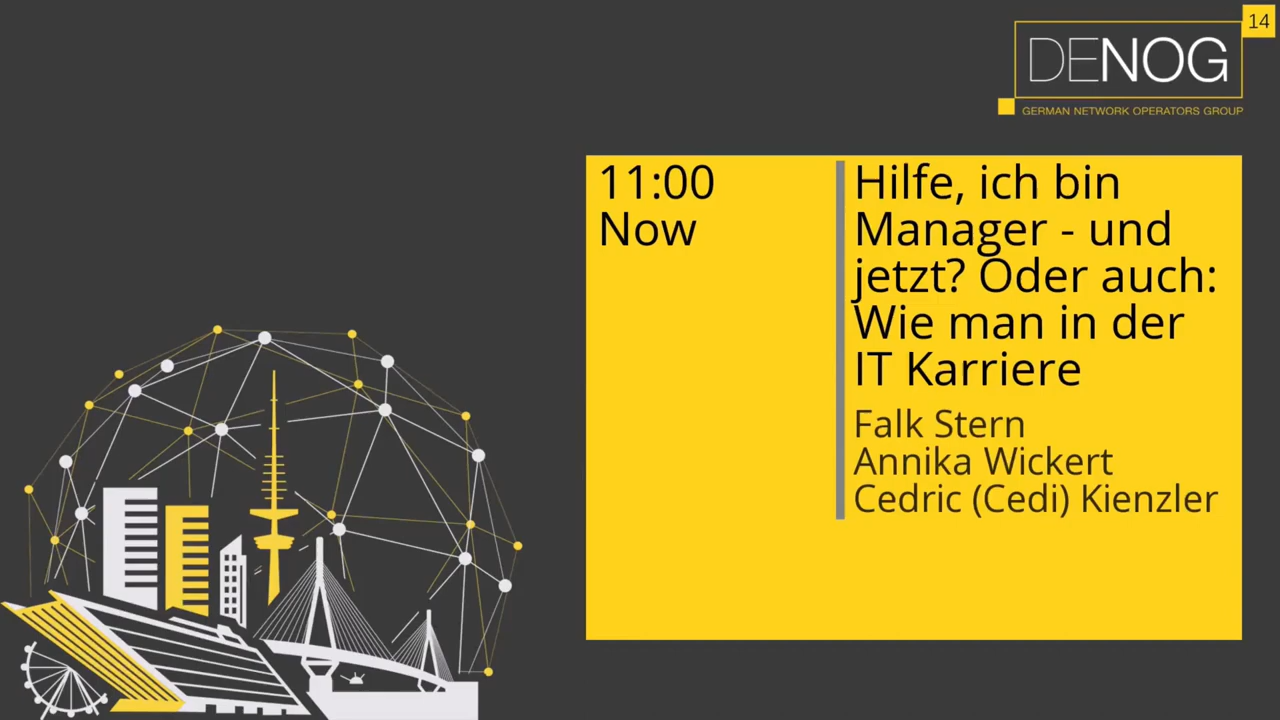 14
DENOG
GERMAN NETWORK OPERATORS GROUP
11:00
Now
Hilfe, ich bin
Manager - und
jetzt? Oder auch:
Wie man in der
IT Karriere
Falk Stern
Annika Wickert
Cedric (Cedi) Kienzler